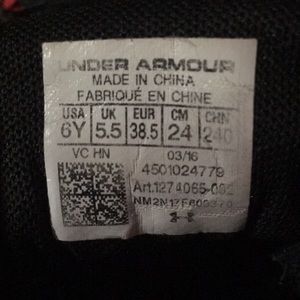 UNDER ARMOUR
MADE IN CHINA
FABRIQUÉ EN CHINE
USA UK EUR CM CHN
6Y 5.5 38.5 24 240
VC HN 03/16
4501024779
Art.1274065-002